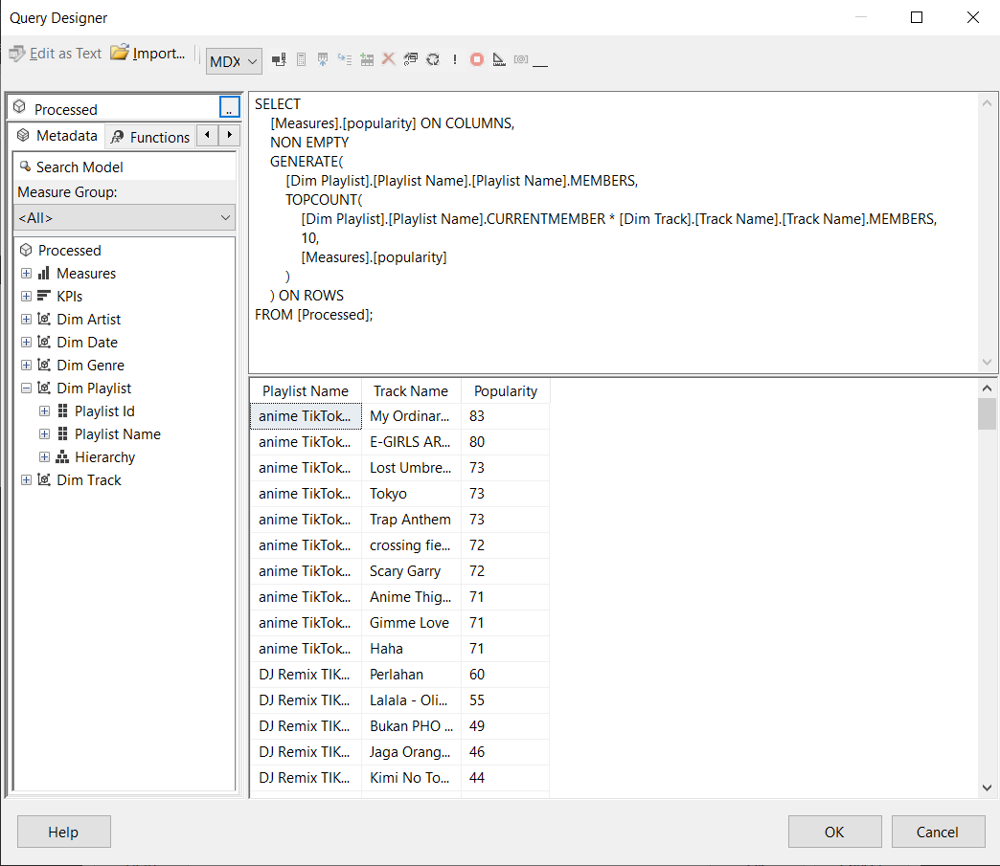 Query Designer
Edit as Text Import... MDX
Processed ..
Metadata Functions
Search Model
Measure Group:
<All>
Processed
Measures
KPIs
Dim Artist
Dim Date
Dim Genre
Dim Playlist
Playlist Id
Playlist Name
Hierarchy
Dim Track
SELECT
[Measures].[popularity] ON COLUMNS,
NON EMPTY
GENERATE(
[Dim Playlist].[Playlist Name].[Playlist Name].MEMBERS,
TOPCOUNT(
[Dim Playlist].[Playlist Name].CURRENTMEMBER * [Dim Track].[Track Name].[Track Name].MEMBERS,
10,
[Measures].[popularity]
)
) ON ROWS
FROM [Processed];
Playlist Name Track Name Popularity
anime TikTok... My Ordinar... 83
anime TikTok... E-GIRLS AR... 80
anime TikTok... Lost Umbre... 73
anime TikTok... Tokyo 73
anime TikTok... Trap Anthem 73
anime TikTok... crossing fie... 72
anime TikTok... Scary Garry 72
anime TikTok... Anime Thig... 71
anime TikTok... Gimme Love 71
anime TikTok... Haha 71
DJ Remix TIK... Perlahan 60
DJ Remix TIK... Lalala - Oli... 55
DJ Remix TIK... Bukan PHO ... 49
DJ Remix TIK... Jaga Orang... 46
DJ Remix TIK... Kimi No To... 44
Help OK Cancel